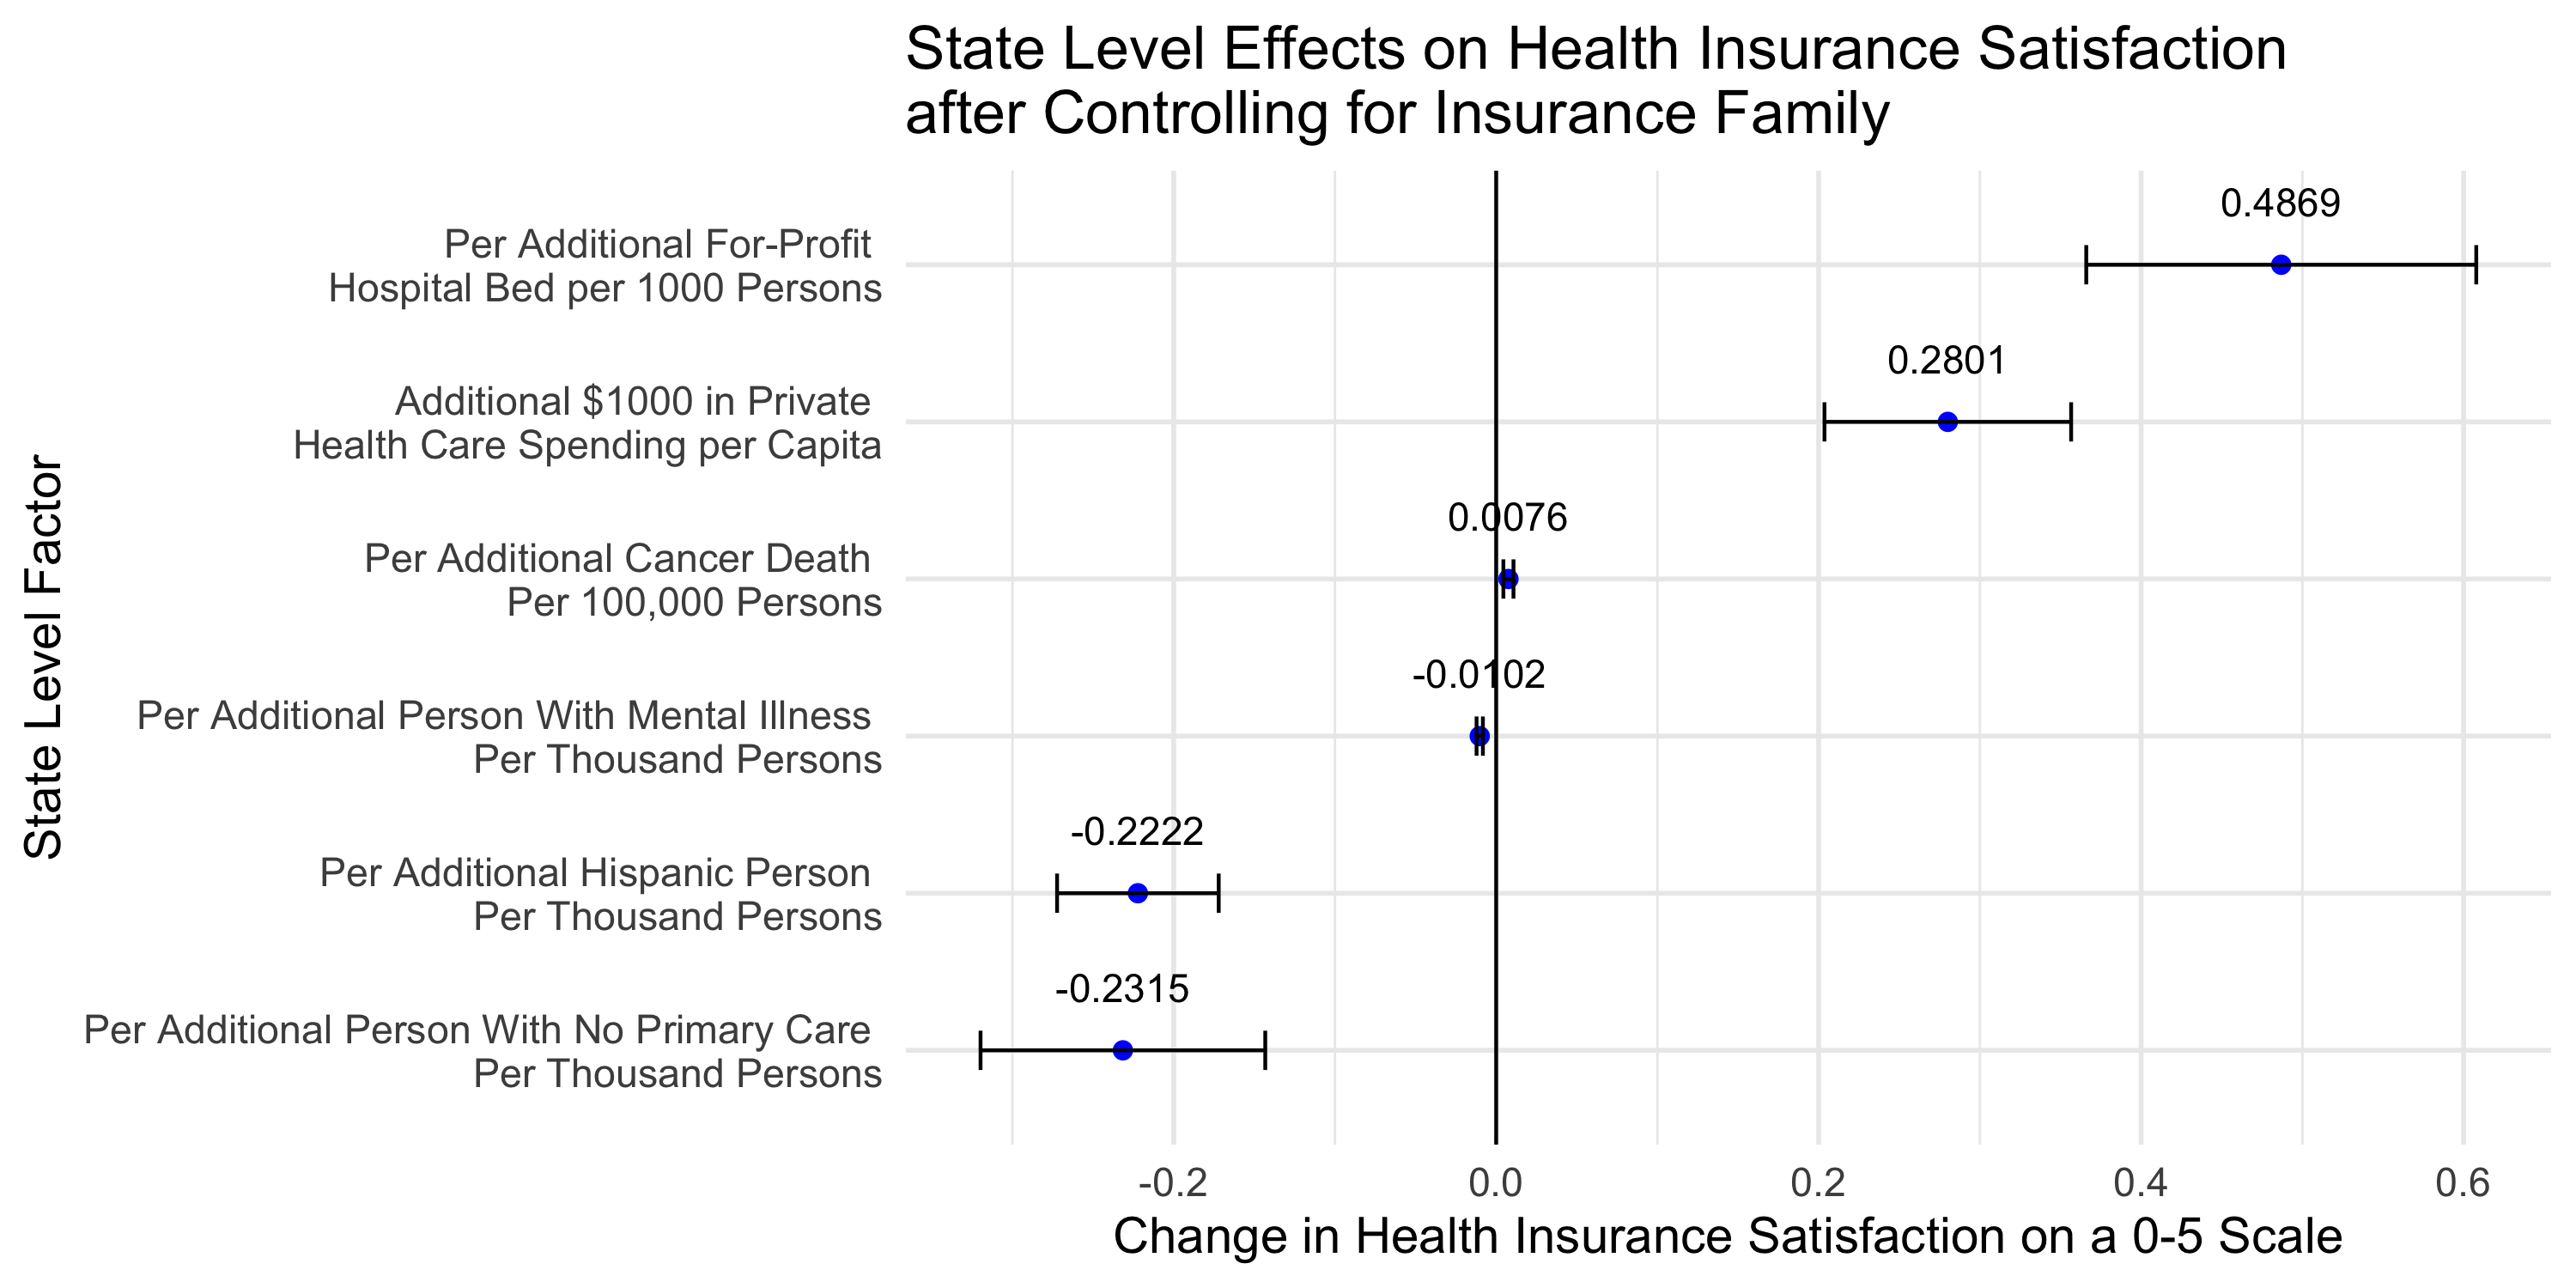 State Level Effects on Health Insurance Satisfaction
after Controlling for Insurance Family
State Level Factor
Per Additional For-Profit
Hospital Bed per 1000 Persons
0.4869
Additional $1000 in Private
Health Care Spending per Capita
0.2801
Per Additional Cancer Death
Per 100,000 Persons
0.0076
Per Additional Person With Mental Illness
Per Thousand Persons
-0.0102
Per Additional Hispanic Person
Per Thousand Persons
-0.2222
Per Additional Person With No Primary Care
Per Thousand Persons
-0.2315
-0.2 0.0 0.2 0.4 0.6
Change in Health Insurance Satisfaction on a 0-5 Scale